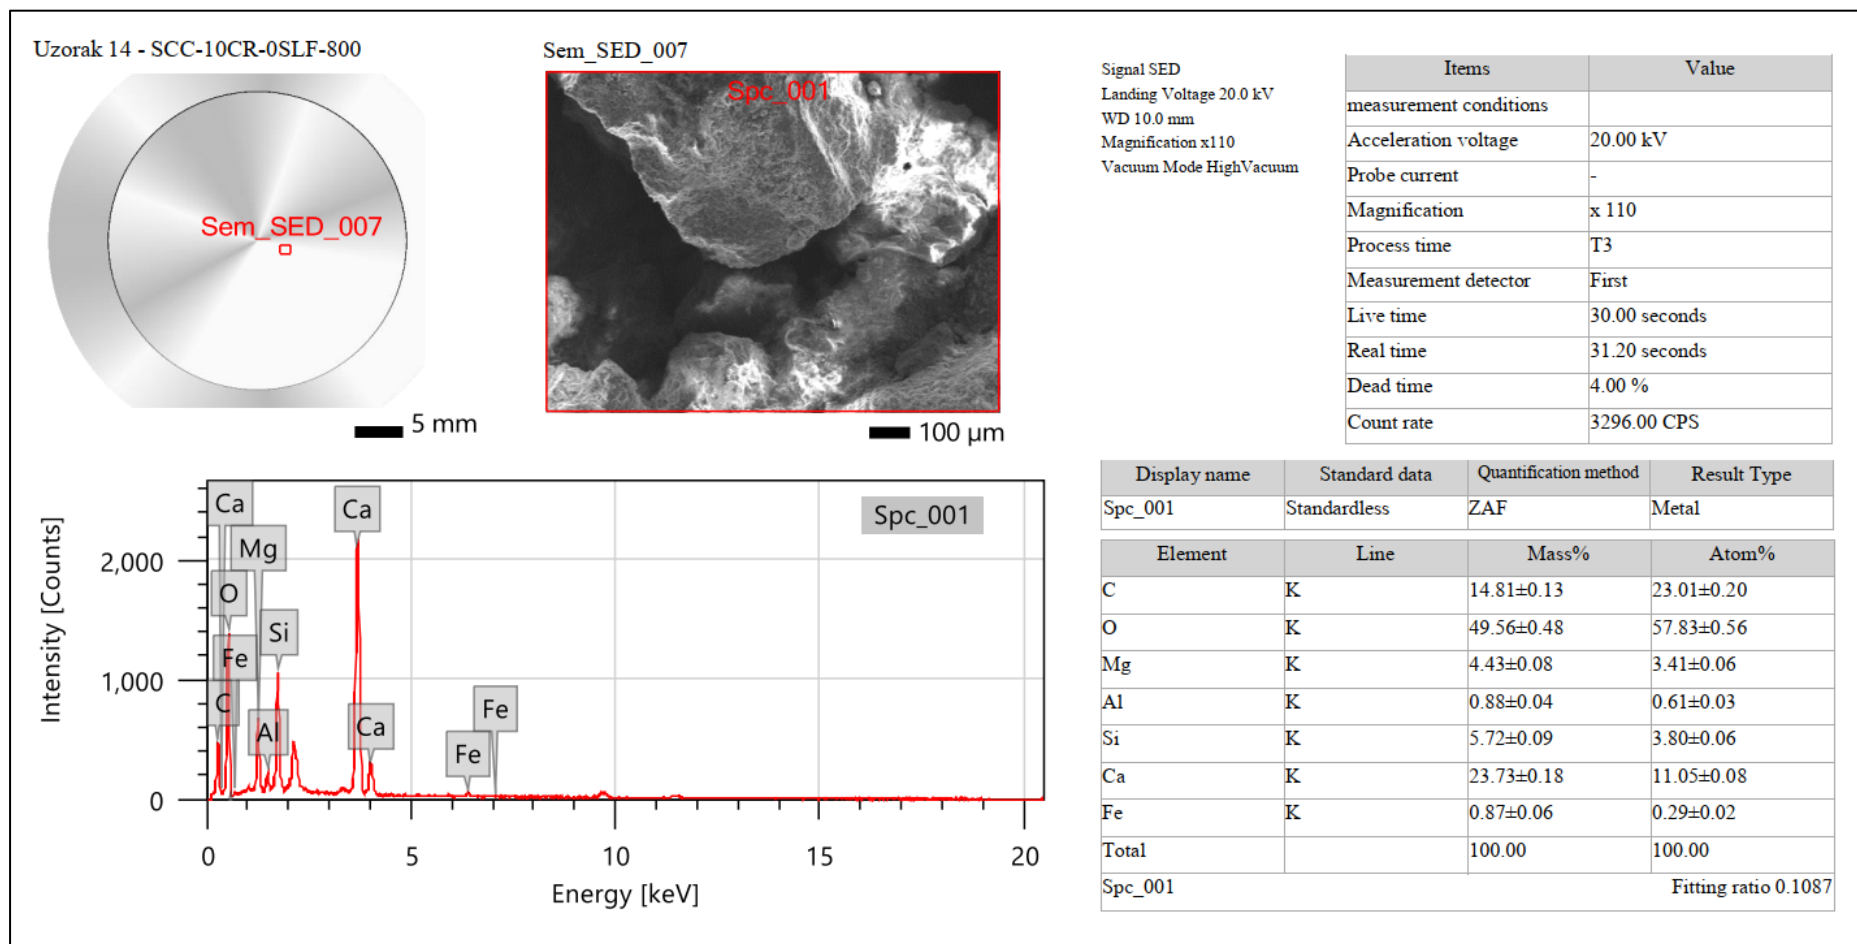 Uzorak 14 - SCC-10CR-0SLF-800
Sem_SED_007
Sem_SED_007
5 mm
Spc_001
100 µm
Signal SED
Landing Voltage 20.0 kV
WD 10.0 mm
Magnification x110
Vacuum Mode HighVacuum
Items Value
measurement conditions
Acceleration voltage 20.00 kV
Probe current -
Magnification x 110
Process time T3
Measurement detector First
Live time 30.00 seconds
Real time 31.20 seconds
Dead time 4.00 %
Count rate 3296.00 CPS
Intensity [Counts]
2,000
1,000
0
Ca
Mg
O
Si
Fe
C
Al
Ca
Ca
Fe
Fe
Spc_001
0 5 10 15 20
Energy [keV]
Display name Standard data Quantification method Result Type
Spc_001 Standardless ZAF Metal
Element Line Mass% Atom%
C K 14.81±0.13 23.01±0.20
O K 49.56±0.48 57.83±0.56
Mg K 4.43±0.08 3.41±0.06
Al K 0.88±0.04 0.61±0.03
Si K 5.72±0.09 3.80±0.06
Ca K 23.73±0.18 11.05±0.08
Fe K 0.87±0.06 0.29±0.02
Total 100.00 100.00
Spc_001 Fitting ratio 0.1087